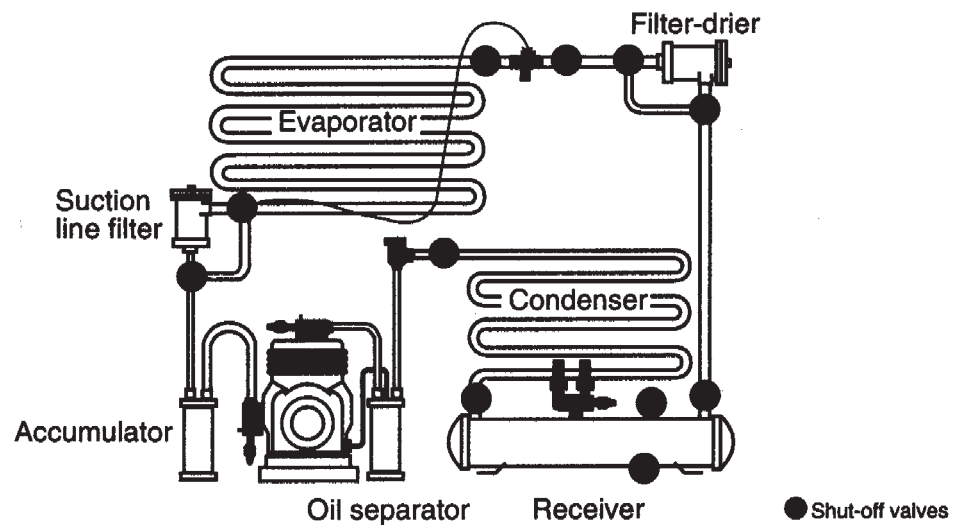 Filter-drier
Evaporator
Suction
line filter
Condenser
Accumulator
Oil separator
Receiver
Shut-off valves